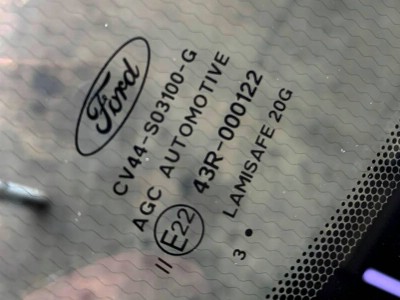 Ford
CV44-S03100-G
AGC AUTOMOTIVE
II E22 43R-000122
LAMISAFE 20G
3 •